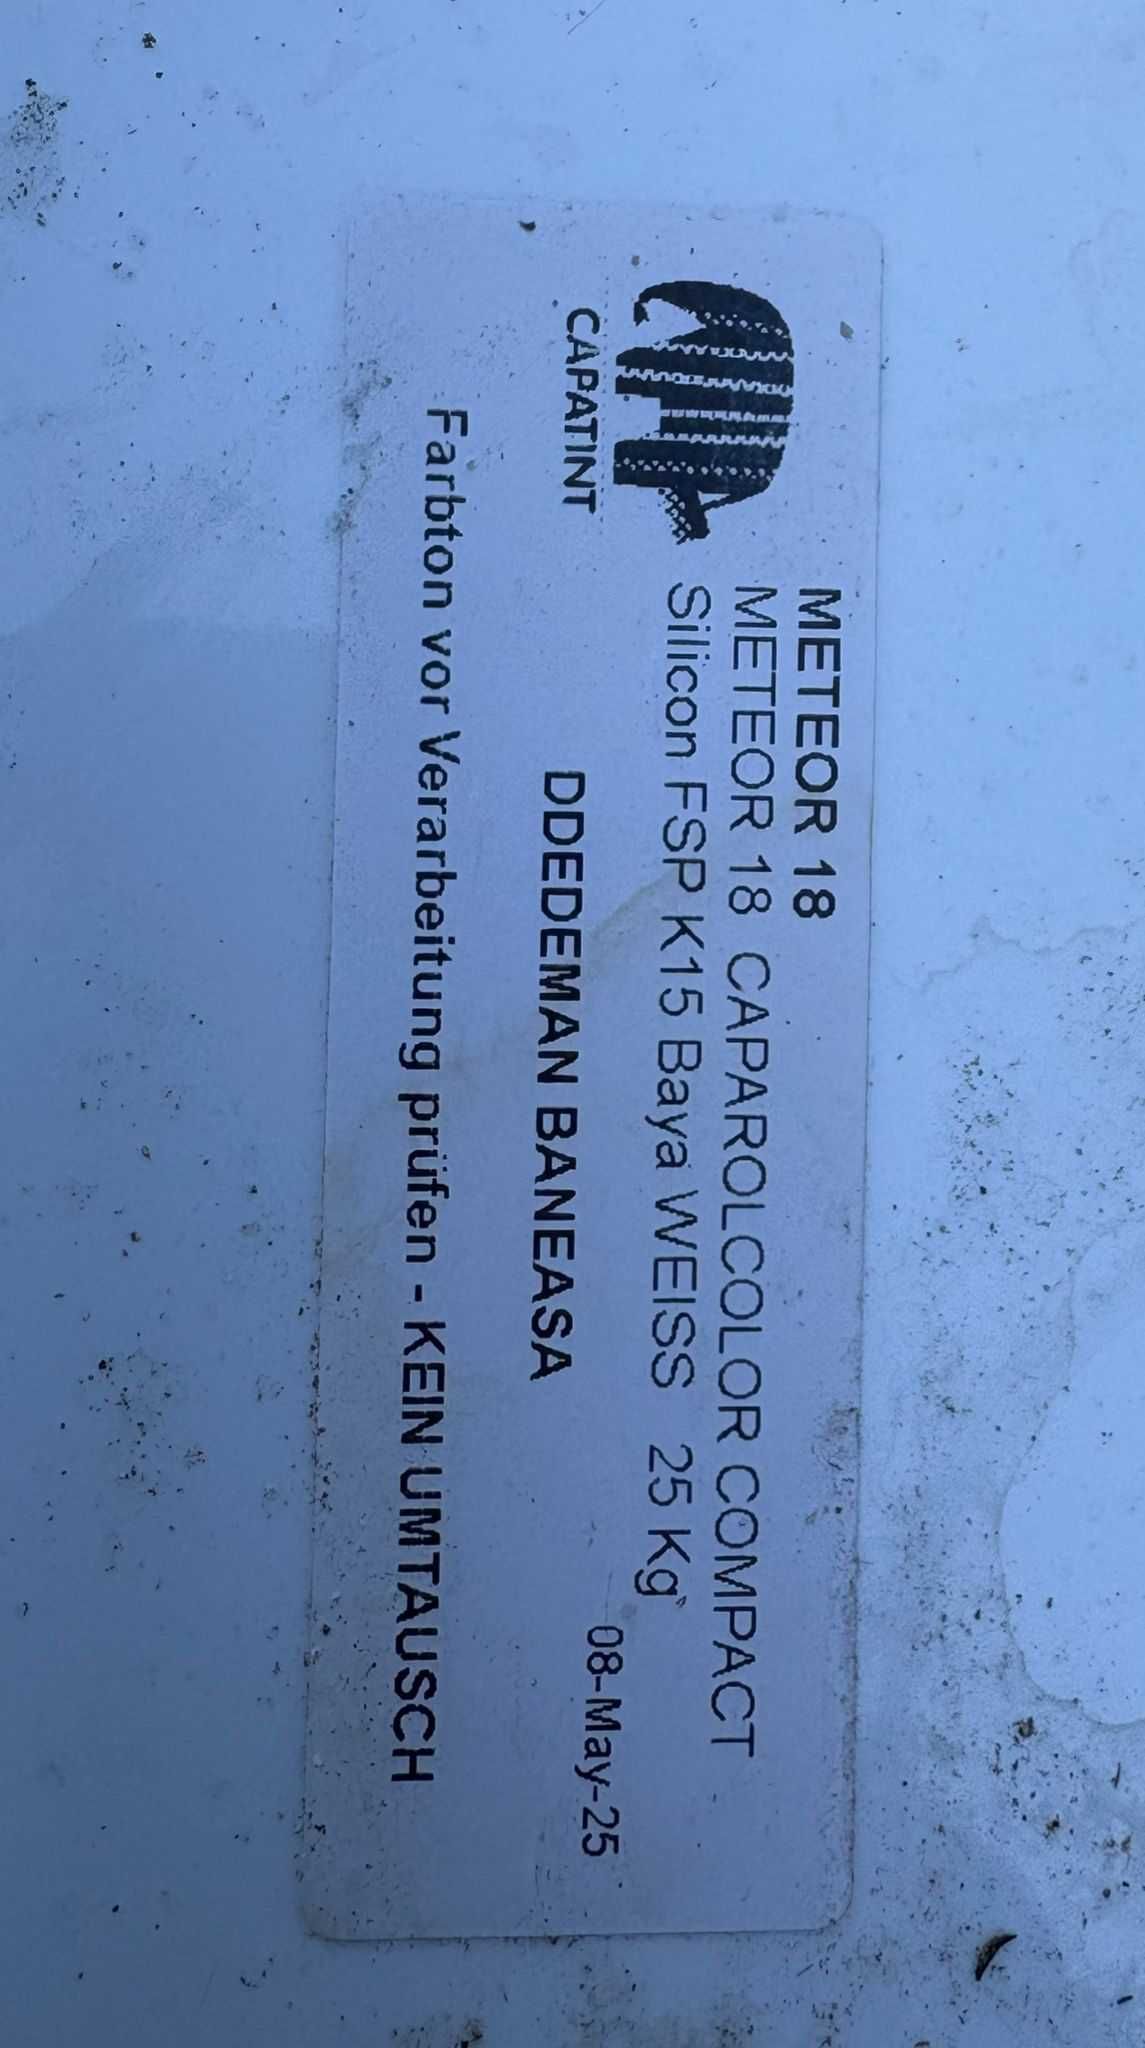 METEOR 18
METEOR 18 CAPAROLCOLOR COMPACT
Silicon FSP K15 Baya WEISS 25 Kg
CAPATINT
08-May-25
DDEDEMAN BANEASA
Farbton vor Verarbeitung prüfen - KEIN UMTAUSCH